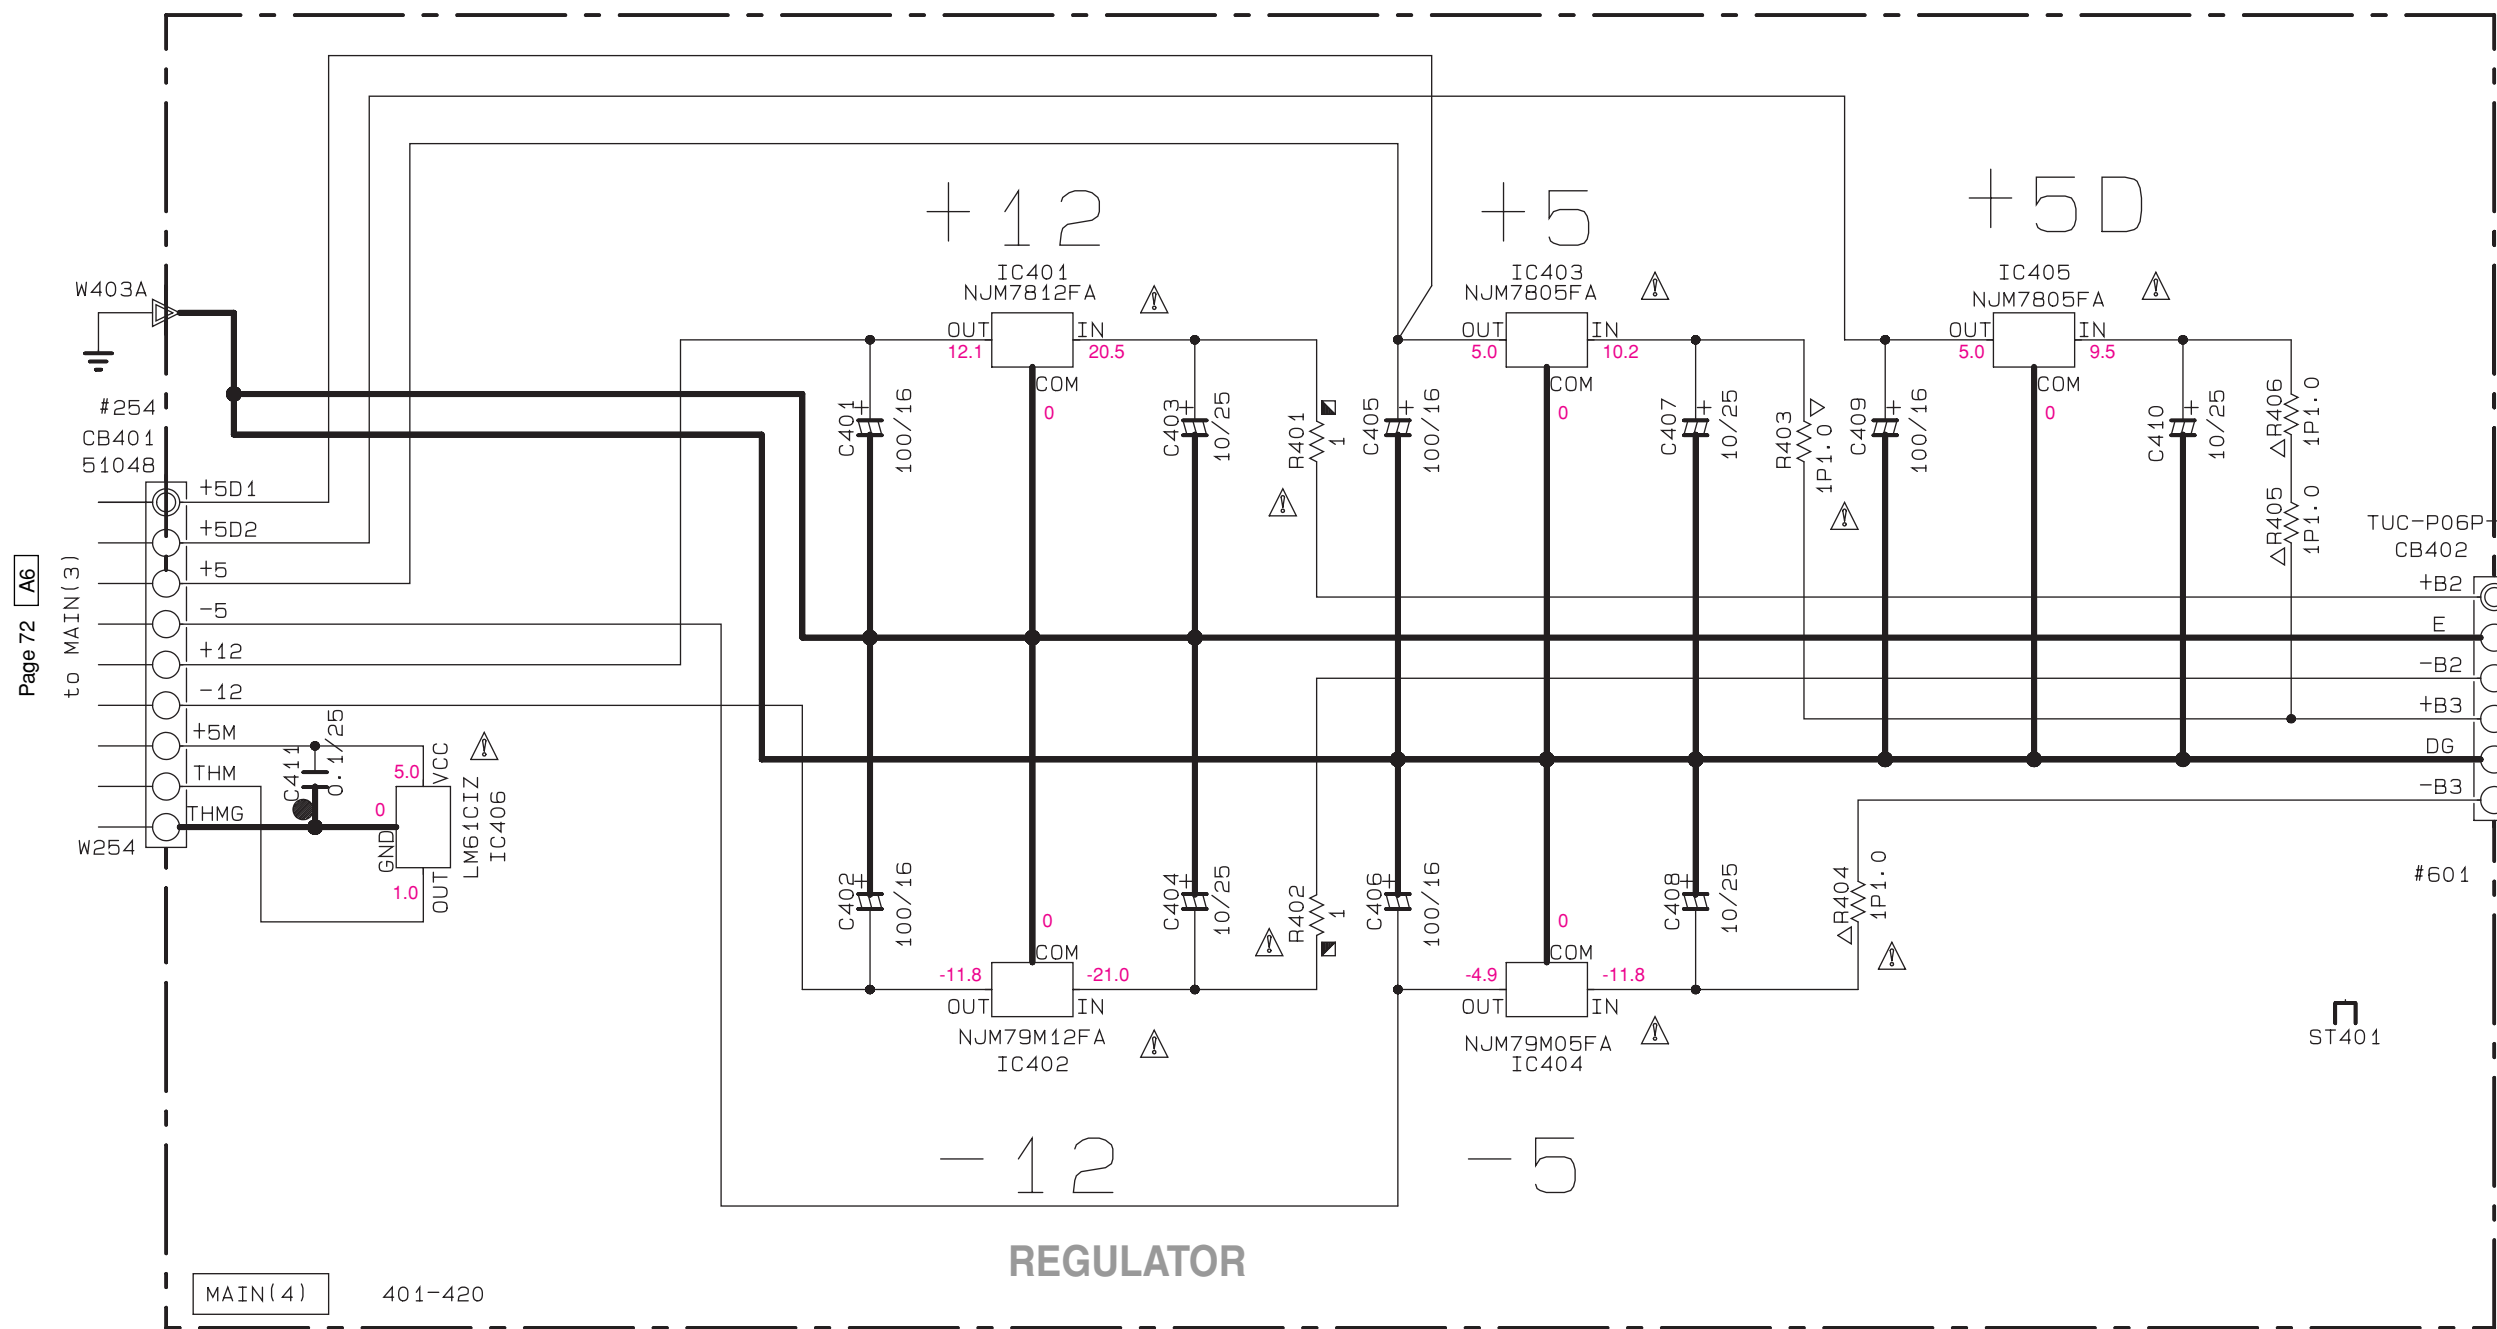 +12
+5
+5D
W403A
IC401
NJM7812FA
IC403
NJM7805FA
IC405
NJM7805FA
OUT
IN
12.1
20.5
COM
0
OUT
IN
5.0
10.2
COM
0
OUT
IN
5.0
9.5
COM
0
#254
CB401
51048
C401
+
100/16
C403
+
10/25
R401
1
C405
+
100/16
C407
+
10/25
R403
1P1.0
C409
+
100/16
C410
+
10/25
R406
1P1.0
R405
1P1.0
+5D1
+5D2
+5
-5
+12
-12
+5M
THM
THMG
W254
Page 72 A6
to MAIN(3)
TUC-P06P-
CB402
+B2
E
-B2
+B3
DG
-B3
#601
C411
0.1/25
5.0
VCC
0
GND
1.0
OUT
LM61CIZ
IC406
C402
+
100/16
C404
+
10/25
R402
1
C406
+
100/16
C408
+
10/25
R404
1P1.0
0
COM
-11.8
-21.0
OUT
IN
NJM79M12FA
IC402
0
COM
-4.9
-11.8
OUT
IN
NJM79M05FA
IC404
ST401
-12
-5
REGULATOR
MAIN(4)
401-420